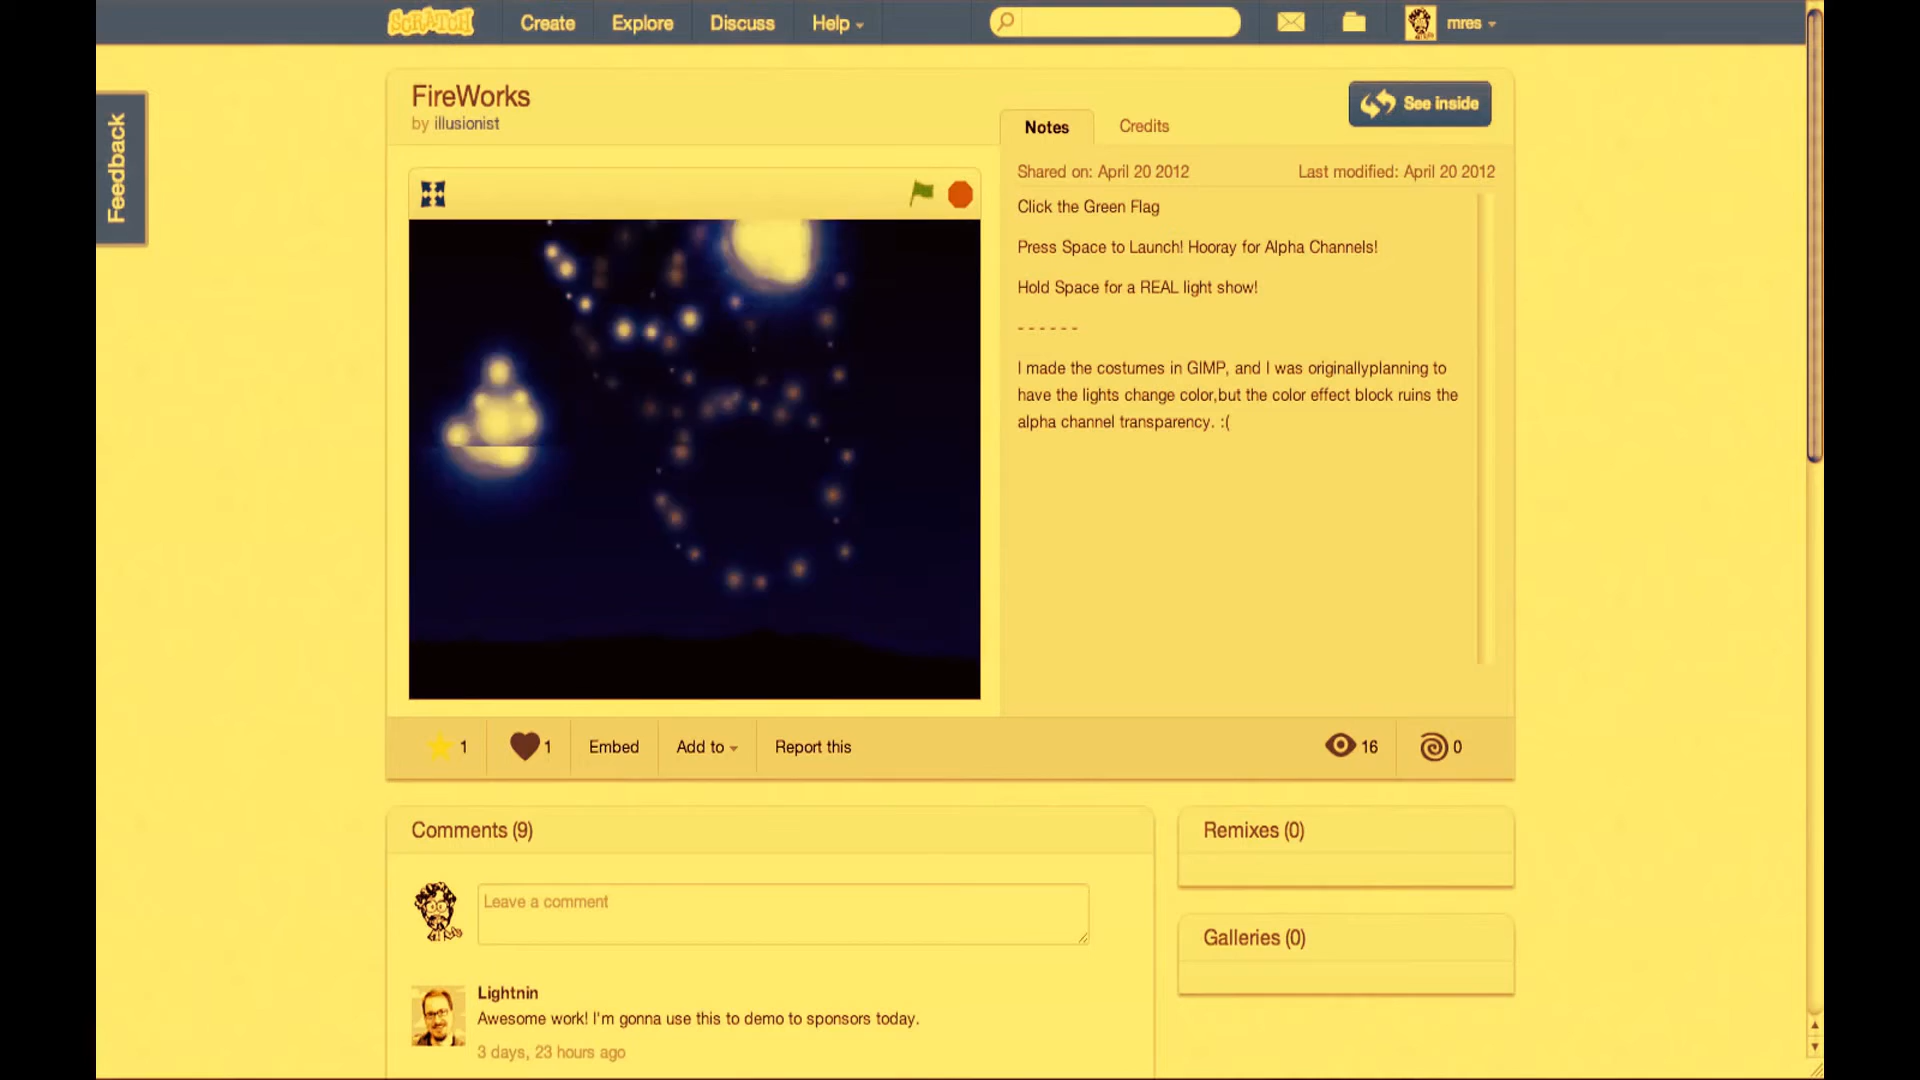 SCRATCH Create Explore Discuss Help mres
Feedback
FireWorks
by illusionist
See inside
Notes Credits
Shared on: April 20 2012 Last modified: April 20 2012
Click the Green Flag
Press Space to Launch! Hooray for Alpha Channels!
Hold Space for a REAL light show!
- - - - - -
I made the costumes in GIMP, and I was originallyplanning to
have the lights change color,but the color effect block ruins the
alpha channel transparency. :(
1 1 Embed Add to Report this 16 0
Comments (9)
Leave a comment
Lightnin
Awesome work! I'm gonna use this to demo to sponsors today.
3 days, 23 hours ago
Remixes (0)
Galleries (0)